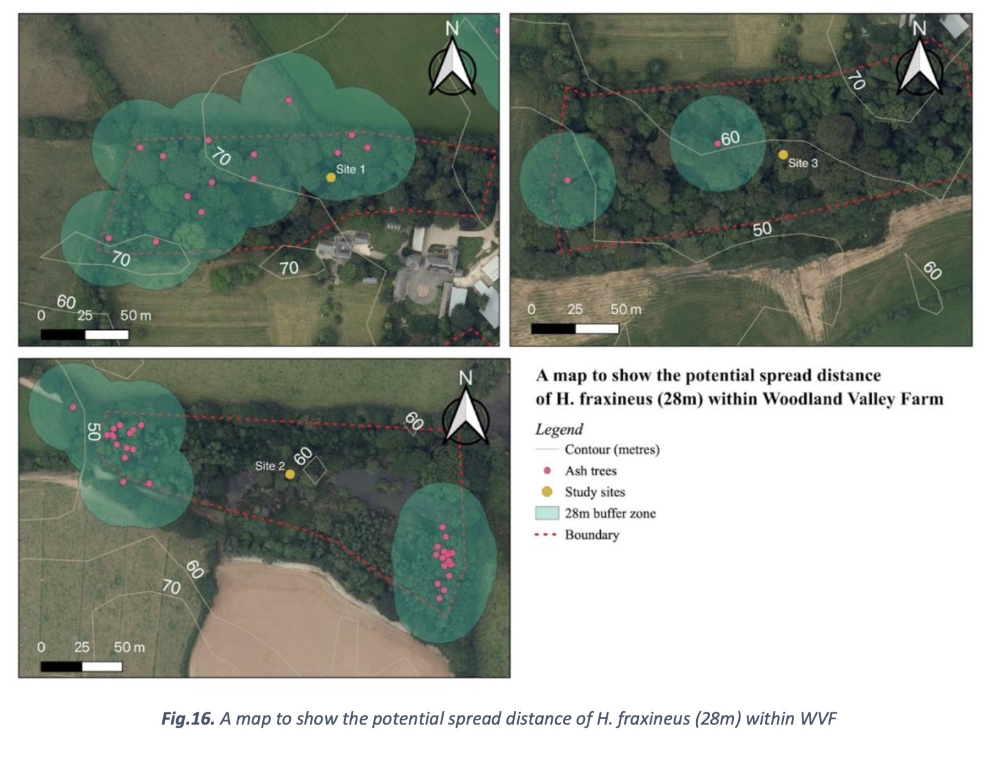 N
70
Site 1
70
70
60
0 25 50 m
N
70
60
Site 3
50
60
0 25 50 m
N
60
50
Site 2
60
60
70
0 25 50 m
A map to show the potential spread distance
of H. fraxineus (28m) within Woodland Valley Farm
Legend
Contour (metres)
Ash trees
Study sites
28m buffer zone
Boundary
Fig.16. A map to show the potential spread distance of H. fraxineus (28m) within WVF